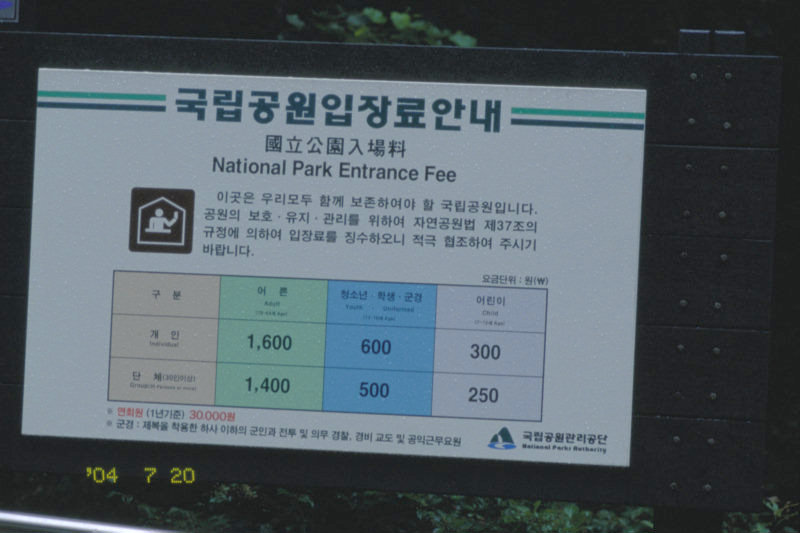 국립공원입장료안내
國立公園入場料
National Park Entrance Fee
이곳은 우리모두 함께 보존하여야 할 국립공원입니다.
공원의 보호·유지·관리를 위하여 자연공원법 제37조의
규정에 의하여 입장료를 징수하오니 적극 협조하여 주시기
바랍니다.
요금단위 : 원(₩)
구 분 어 른 청소년·학생·군경 어린이
Adult Youth Uniformed Child
개 인 1,600 600 300
Individual
단 체(30인이상) 1,400 500 250
※ 연회원 (1년기준) 30.000원
※ 군경 : 제복을 착용한 하사 이하의 군인과 전투 및 의무 경찰, 경비 교도 및 공익근무요원
국립공원관리공단
National Parks Authority
'04 7 20